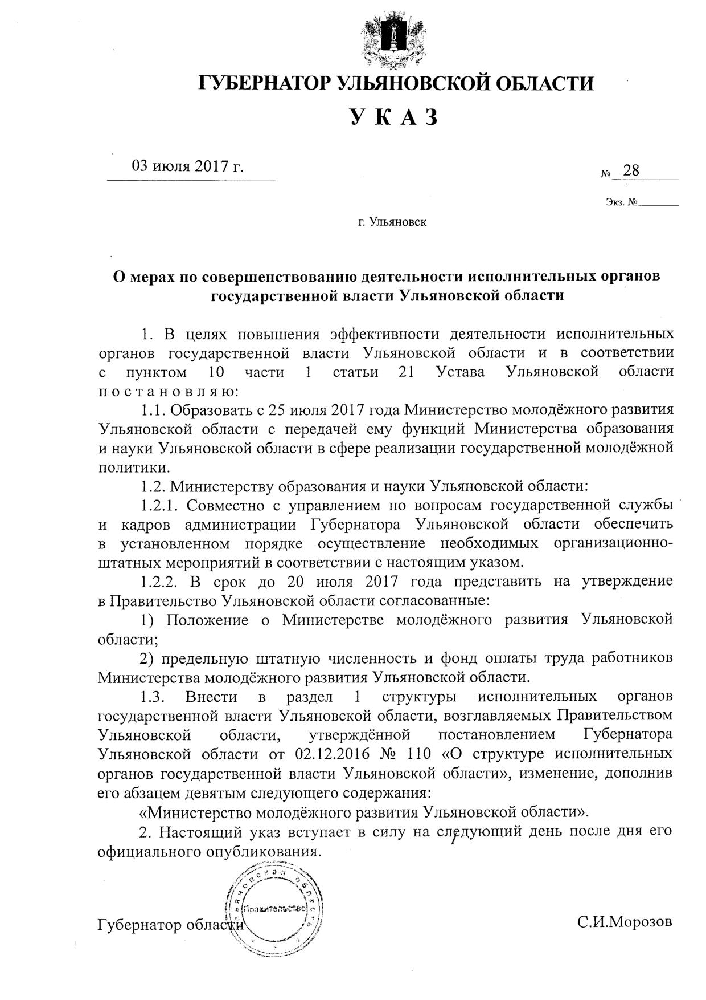 ГУБЕРНАТОР УЛЬЯНОВСКОЙ ОБЛАСТИ
У К А З
03 июля 2017 г.
№ 28
Экз. №
г. Ульяновск
О мерах по совершенствованию деятельности исполнительных органов
государственной власти Ульяновской области
1. В целях повышения эффективности деятельности исполнительных
органов государственной власти Ульяновской области и в соответствии
с пунктом 10 части 1 статьи 21 Устава Ульяновской области
п о с т а н о в л я ю:
1.1. Образовать с 25 июля 2017 года Министерство молодёжного развития
Ульяновской области с передачей ему функций Министерства образования
и науки Ульяновской области в сфере реализации государственной молодёжной
политики.
1.2. Министерству образования и науки Ульяновской области:
1.2.1. Совместно с управлением по вопросам государственной службы
и кадров администрации Губернатора Ульяновской области обеспечить
в установленном порядке осуществление необходимых организационно-
штатных мероприятий в соответствии с настоящим указом.
1.2.2. В срок до 20 июля 2017 года представить на утверждение
в Правительство Ульяновской области согласованные:
1) Положение о Министерстве молодёжного развития Ульяновской
области;
2) предельную штатную численность и фонд оплаты труда работников
Министерства молодёжного развития Ульяновской области.
1.3. Внести в раздел 1 структуры исполнительных органов
государственной власти Ульяновской области, возглавляемых Правительством
Ульяновской области, утверждённой постановлением Губернатора
Ульяновской области от 02.12.2016 № 110 «О структуре исполнительных
органов государственной власти Ульяновской области», изменение, дополнив
его абзацем девятым следующего содержания:
«Министерство молодёжного развития Ульяновской области».
2. Настоящий указ вступает в силу на следующий день после дня его
официального опубликования.
Ульяновская область
Правительство
Губернатор области
С.И.Морозов